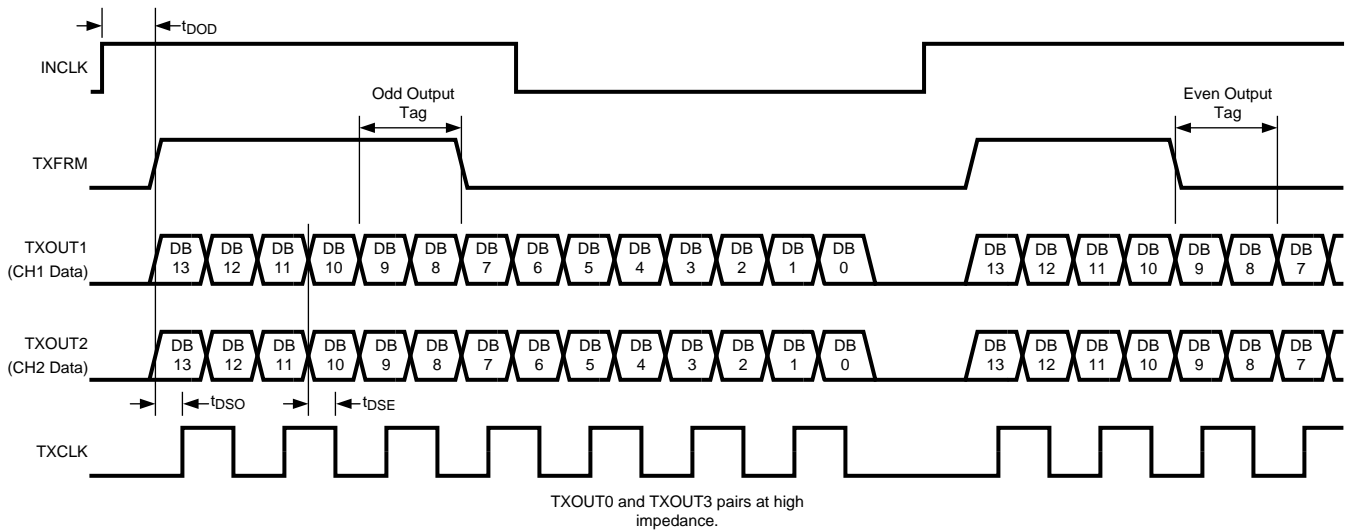 tDOD
INCLK
Odd Output
Tag
Even Output
Tag
TXFRM
TXOUT1
(CH1 Data)
DB DB DB DB DB DB DB DB DB DB DB DB DB DB DB DB DB DB DB DB DB
13 12 11 10 9 8 7 6 5 4 3 2 1 0 13 12 11 10 9 8 7
TXOUT2
(CH2 Data)
DB DB DB DB DB DB DB DB DB DB DB DB DB DB DB DB DB DB DB DB DB
13 12 11 10 9 8 7 6 5 4 3 2 1 0 13 12 11 10 9 8 7
tDSO tDSE
TXCLK
TXOUT0 and TXOUT3 pairs at high
impedance.